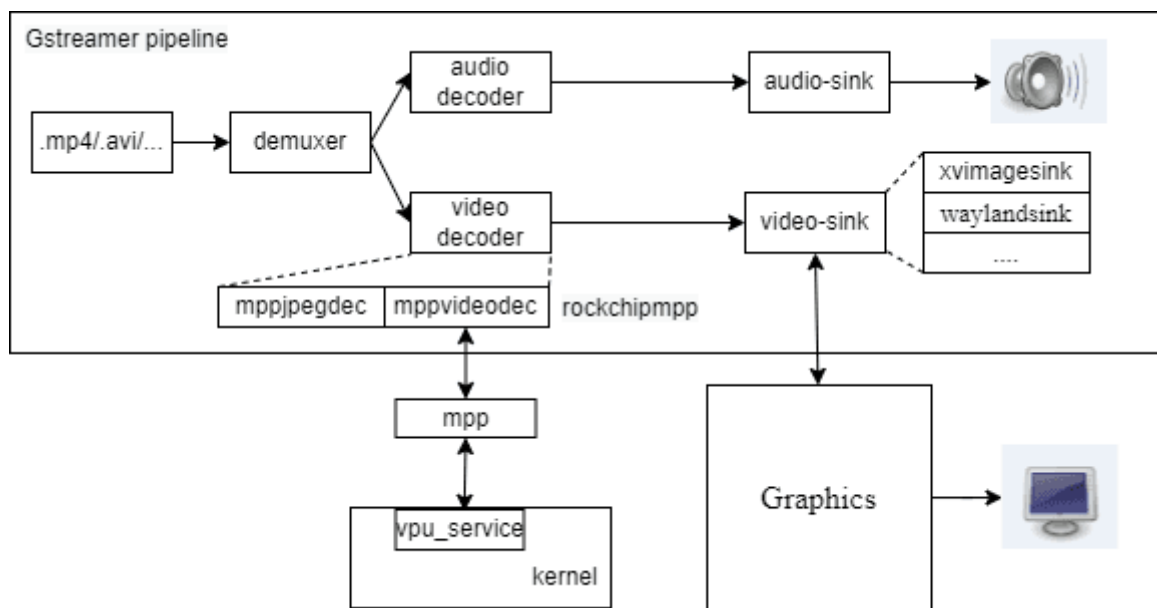 Gstreamer pipeline
audio
decoder
audio-sink
.mp4/.avi/...
demuxer
video
decoder
video-sink
xvimagesink
waylandsink
....
mppjpegdec
mppvideodec
rockchipmpp
mpp
Graphics
vpu_service
kernel